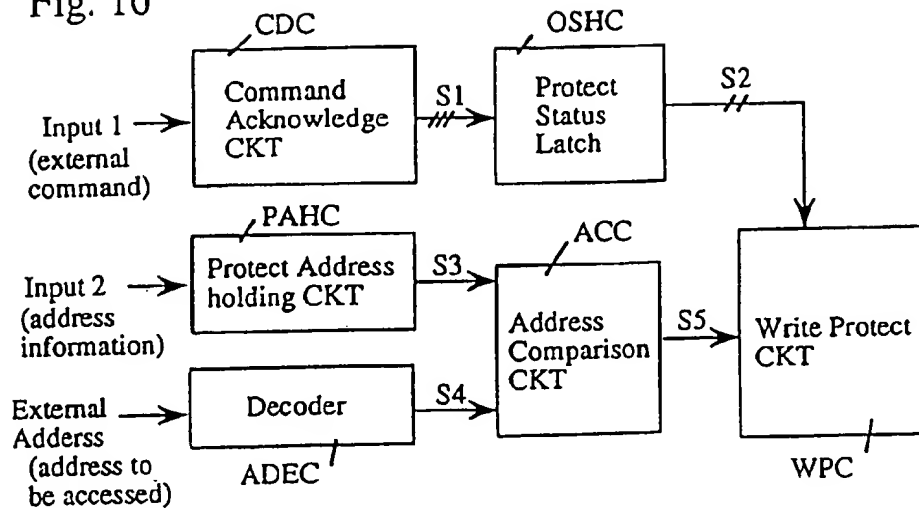 Fig. 10
CDC
OSHC
Input 1
(external
command)
Command
Acknowledge
CKT
S1
Protect
Status
Latch
S2
PAHC
ACC
Input 2
(address
information)
Protect Address
holding CKT
S3
Address
Comparison
CKT
S5
Write Protect
CKT
External
Aderss
(address to
be accessed)
Decoder
S4
ADEC
WPC